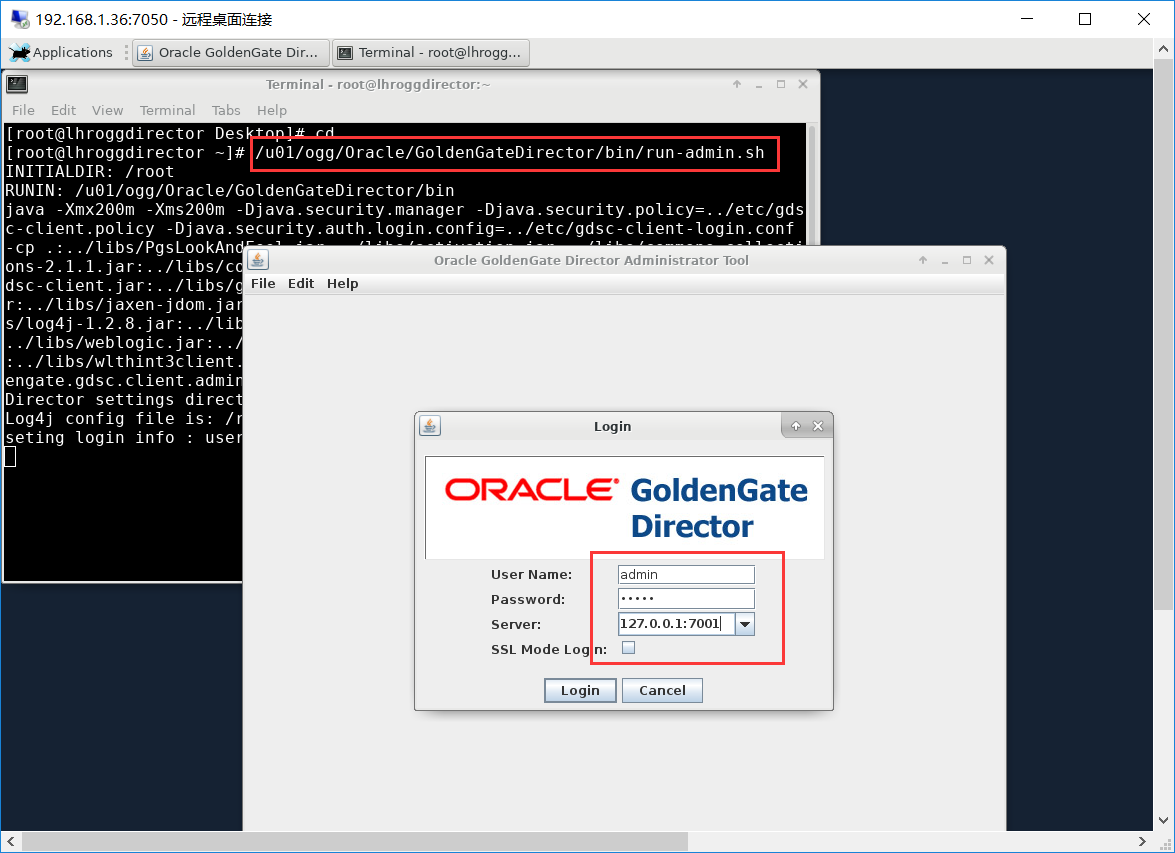 192.168.1.36:7050 - 远程桌面连接
Applications
Oracle GoldenGate Dir...
Terminal - root@lhrogg...
Terminal - root@lhroggdirector:~
File Edit View Terminal Tabs Help
[root@lhroggdirector Desktop]# cd
[root@lhroggdirector ~]# /u01/ogg/Oracle/GoldenGateDirector/bin/run-admin.sh
INITIALDIR: /root
RUNIN: /u01/ogg/Oracle/GoldenGateDirector/bin
java -Xmx200m -Xms200m -Djava.security.manager -Djava.security.policy=../etc/gds
c-client.policy -Djava.security.auth.login.config=../etc/gdsc-client-login.conf
-cp .:../libs/PgsLookAndFeel.jar
ons-2.1.1.jar:../libs/co
dsc-client.jar:../libs/g
r:../libs/jaxen-jdom.jar
s/log4j-1.2.8.jar:../lib
../libs/weblogic.jar:../
:../libs/wlthint3client.
engate.gdsc.client.admin
Director settings direct
Log4j config file is: /r
seting login info : user
Oracle GoldenGate Director Administrator Tool
File Edit Help
Login
ORACLE GoldenGate
Director
User Name: admin
Password: •••••
Server: 127.0.0.1:7001
SSL Mode Login:
Login Cancel